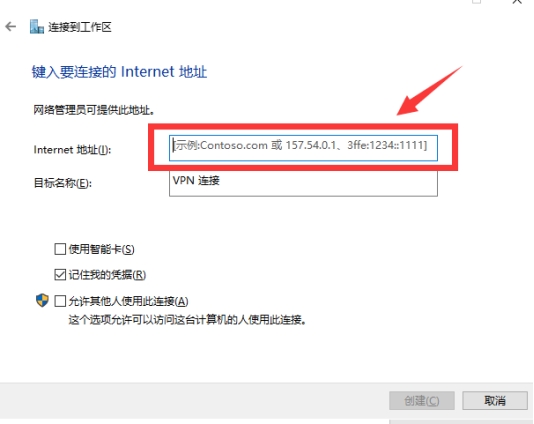 连接到工作区
键入要连接的 Internet 地址
网络管理员可提供此地址。
Internet 地址(I):
[示例:Contoso.com 或 157.54.0.1、3ffe:1234::1111]
目标名称(E):
VPN 连接
使用智能卡(S)
记住我的凭据(R)
允许其他人使用此连接(A)
这个选项允许可以访问这台计算机的人使用此连接。
创建(C)
取消